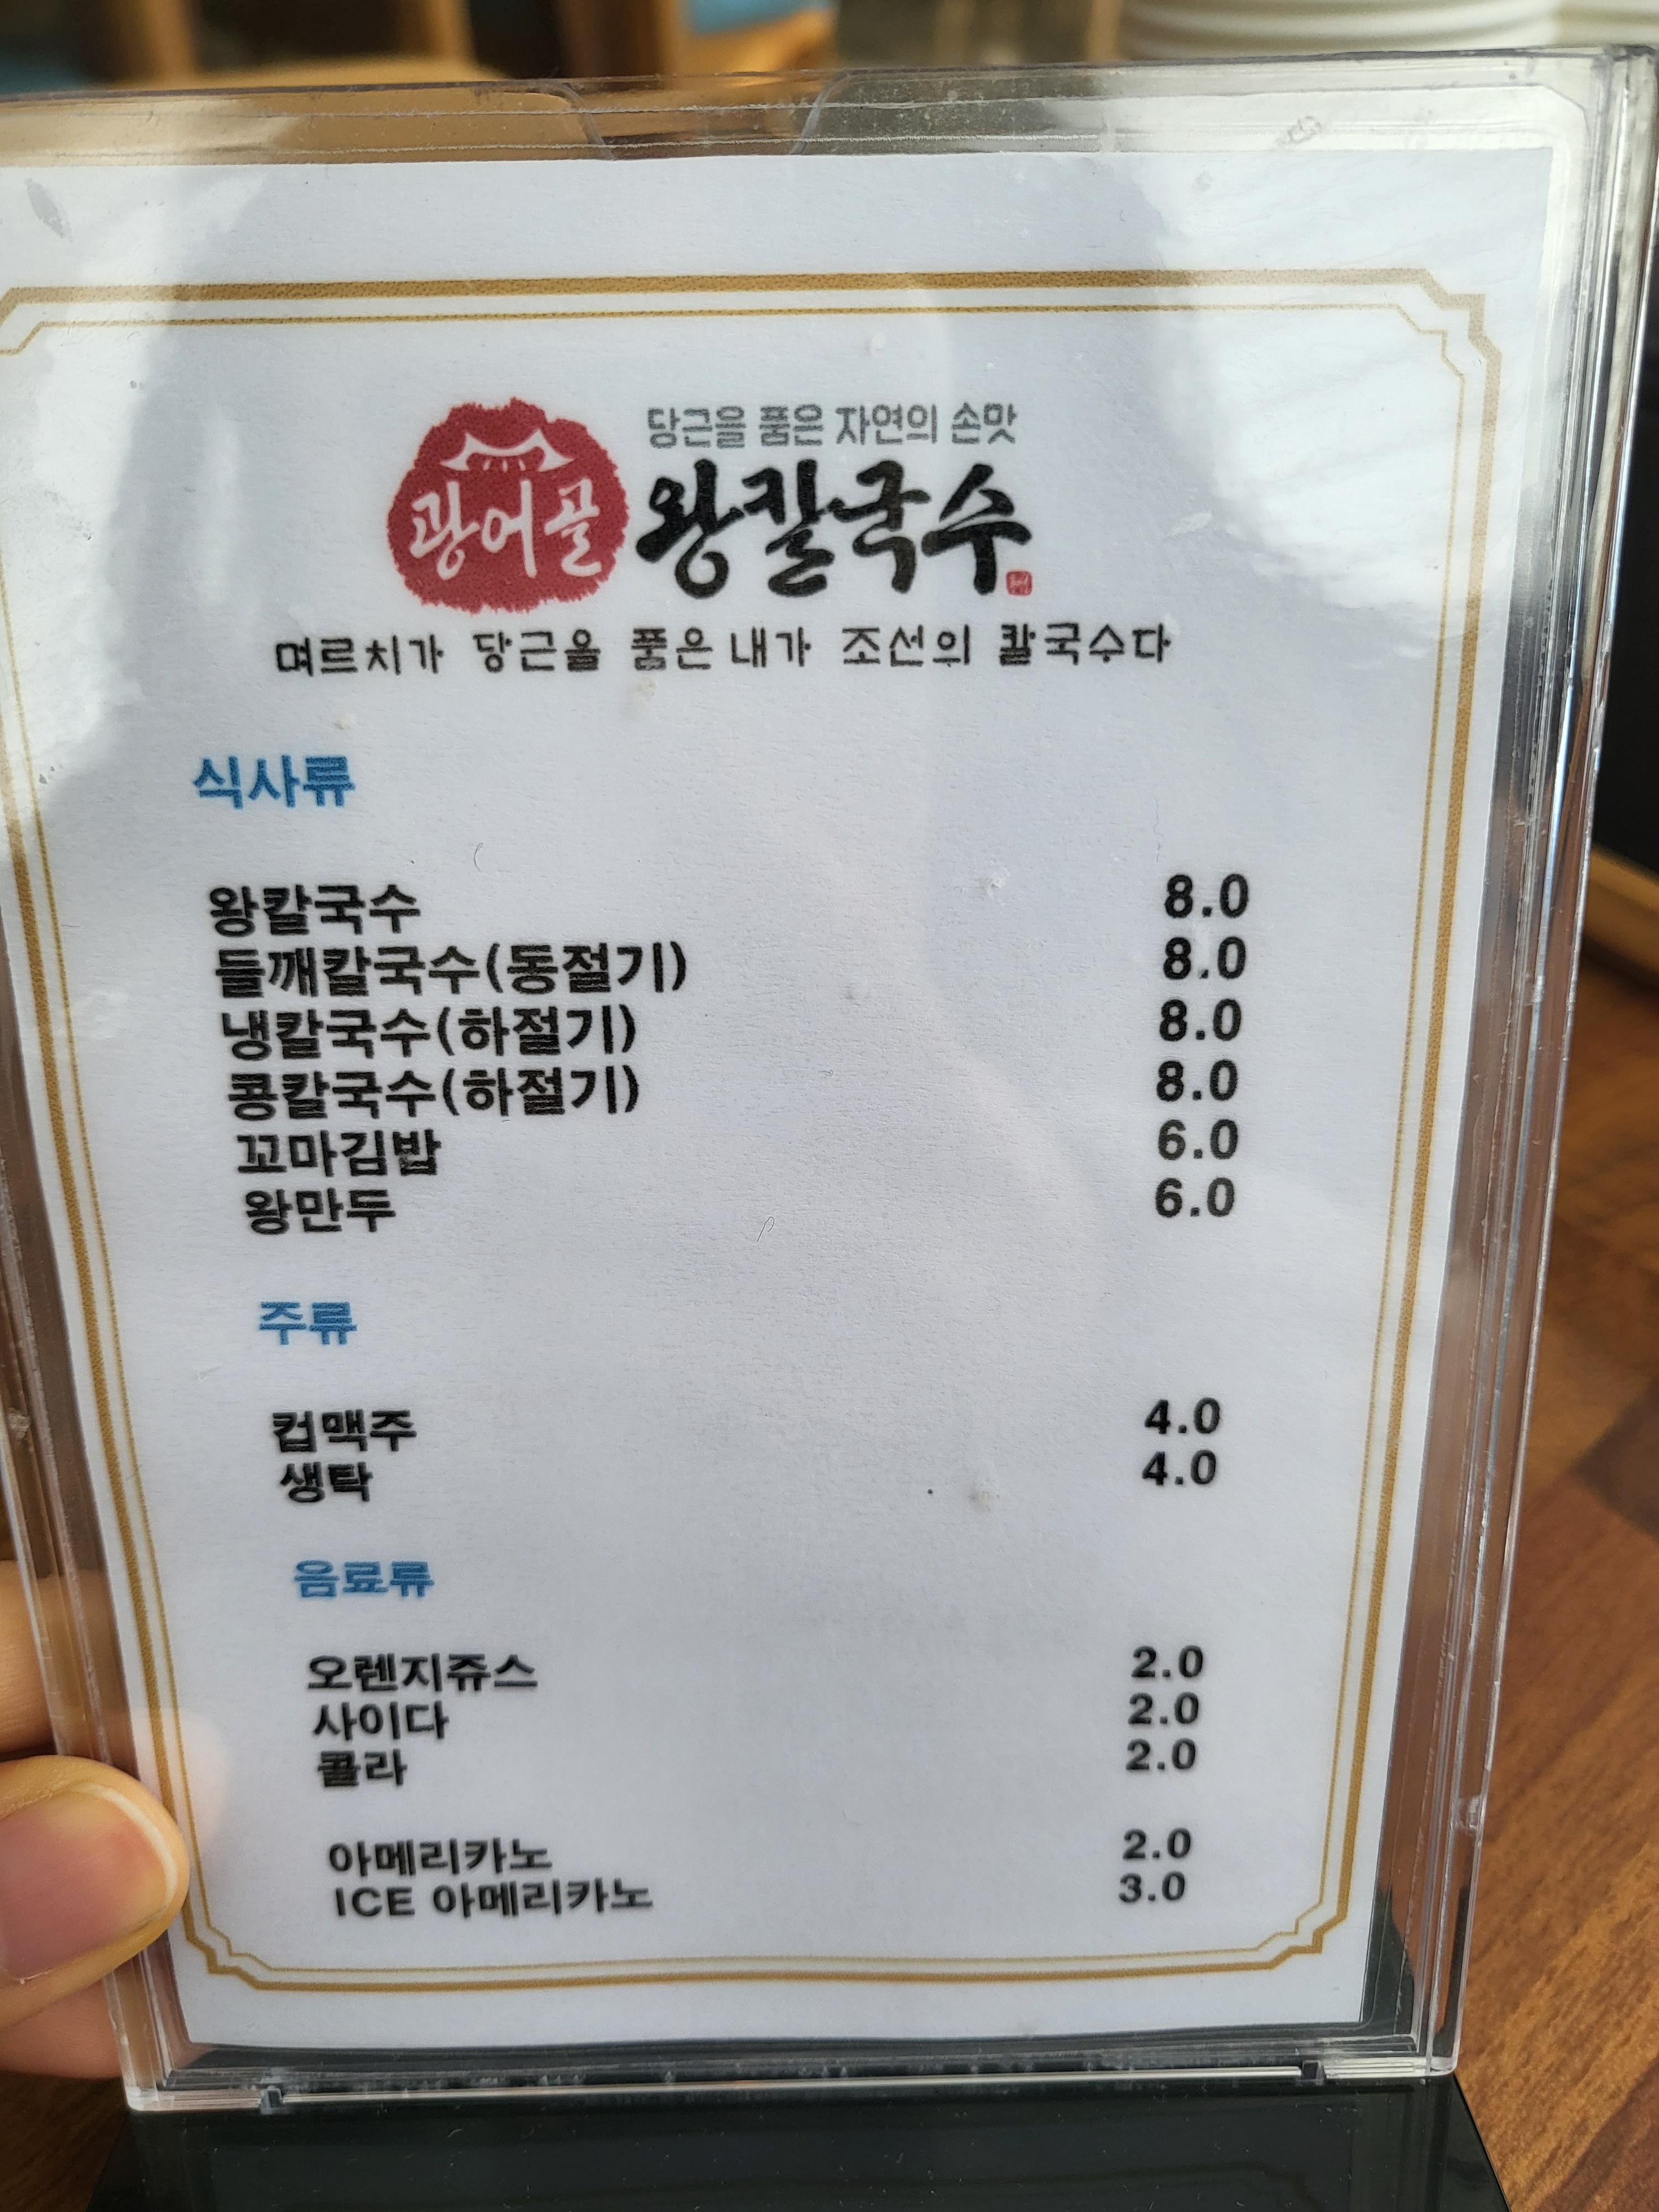 당근을 품은 자연의 손맛
광어골 왕칼국수
며르치가 당근을 품은 내가 조선의 칼국수다
식사류
왕칼국수 8.0
들깨칼국수(동절기) 8.0
냉칼국수(하절기) 8.0
콩칼국수(하절기) 8.0
꼬마김밥 6.0
왕만두 6.0
주류
컵맥주 4.0
생탁 4.0
음료류
오렌지쥬스 2.0
사이다 2.0
콜라 2.0
아메리카노 2.0
ICE 아메리카노 3.0